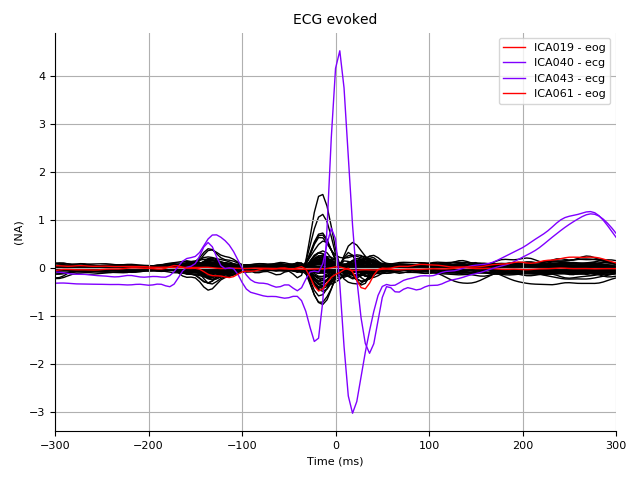 ECG evoked
ICA019 - eog
ICA040 - ecg
ICA043 - ecg
ICA061 - eog
4
3
2
1
0
−1
−2
−3
(NA)
−300 −200 −100 0 100 200 300
Time (ms)